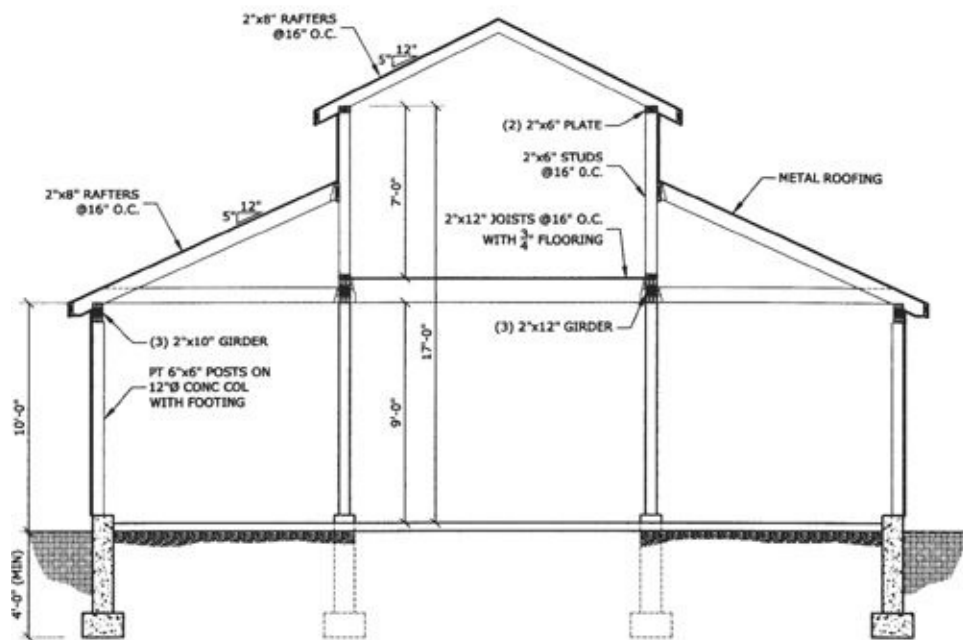 2"x8" RAFTERS
@16" O.C.
12"
5"
(2) 2"x6" PLATE
2"x6" STUDS
@16" O.C.
METAL ROOFING
2"x8" RAFTERS
@16" O.C.
12"
5"
7'-0"
2"x12" JOISTS @16" O.C.
WITH 3/4" FLOORING
(3) 2"x10" GIRDER
(3) 2"x12" GIRDER
17'-0"
PT 6"x6" POSTS ON
12"Ø CONC COL
WITH FOOTING
10'-0"
9'-0"
4'-0" (MIN)